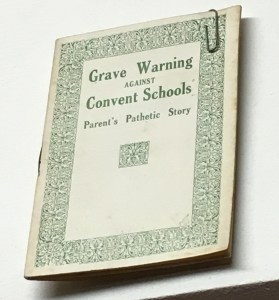 Grave Warning
AGAINST
Convent Schools
Parent's Pathetic Story